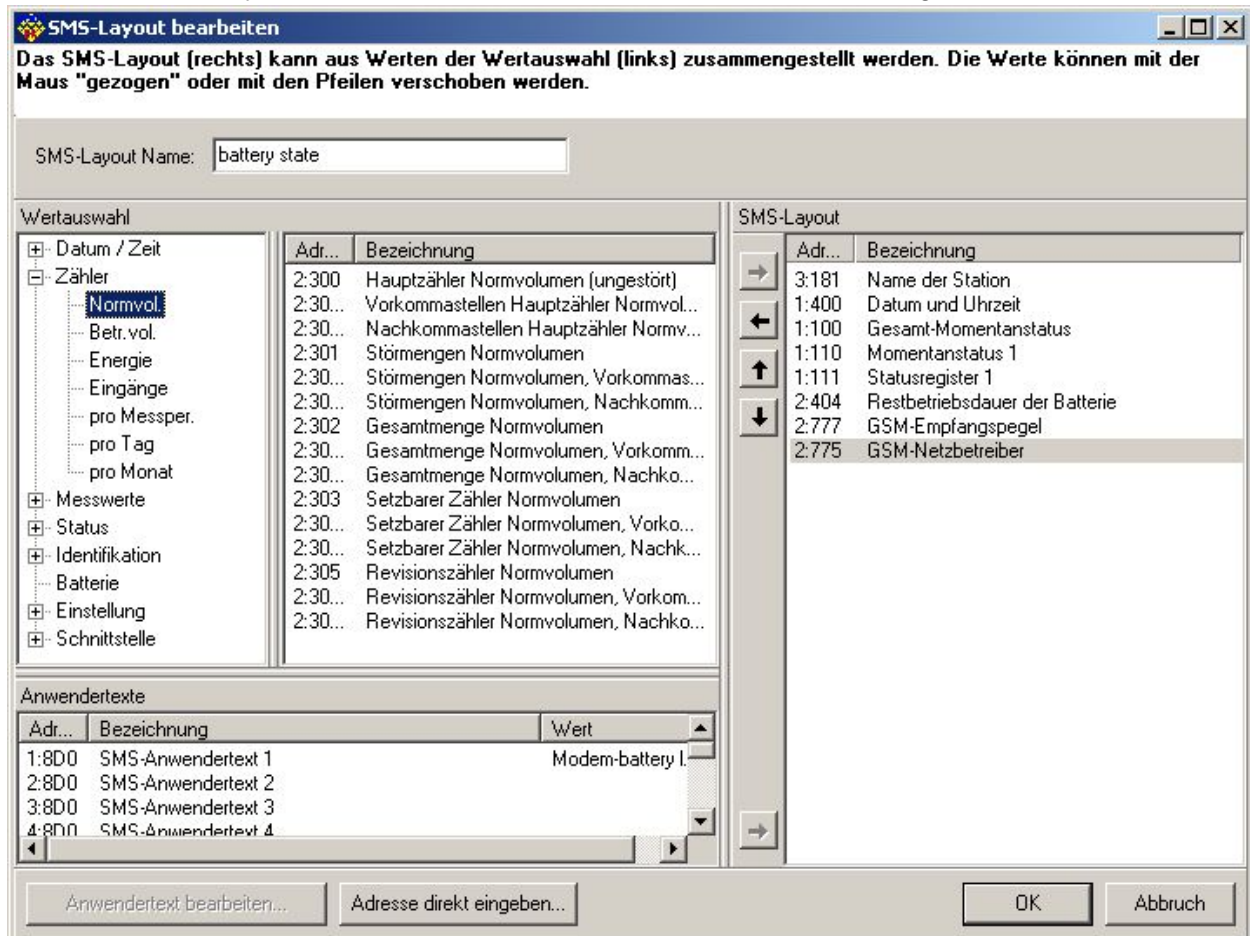 SMS-Layout bearbeiten
Das SMS-Layout (rechts) kann aus Werten der Wertauswahl (links) zusammengestellt werden. Die Werte können mit der
Maus "gezogen" oder mit den Pfeilen verschoben werden.
SMS-Layout Name: battery state
Wertauswahl
Datum / Zeit
Zähler
Normvol.
Betr.vol.
Energie
Eingänge
pro Messper.
pro Tag
pro Monat
Messwerte
Status
Identifikation
Batterie
Einstellung
Schnittstelle
Adr... Bezeichnung
2:300 Hauptzähler Normvolumen (ungestört)
2:30... Vorkommastellen Hauptzähler Normvol...
2:30... Nachkommastellen Hauptzähler Normv...
2:301 Störmengen Normvolumen
2:30... Störmengen Normvolumen, Vorkommas...
2:30... Störmengen Normvolumen, Nachkomm...
2:302 Gesamtmenge Normvolumen
2:30... Gesamtmenge Normvolumen, Vorkomm...
2:30... Gesamtmenge Normvolumen, Nachko...
2:303 Setzbarer Zähler Normvolumen
2:30... Setzbarer Zähler Normvolumen, Vorko...
2:30... Setzbarer Zähler Normvolumen, Nachk...
2:305 Revisionszähler Normvolumen
2:30... Revisionszähler Normvolumen, Vorkom...
2:30... Revisionszähler Normvolumen, Nachko...
SMS-Layout
Adr... Bezeichnung
3:181 Name der Station
1:400 Datum und Uhrzeit
1:100 Gesamt-Momentanstatus
1:110 Momentanstatus 1
1:111 Statusregister 1
2:404 Restbetriebsdauer der Batterie
2:777 GSM-Empfangspegel
2:775 GSM-Netzbetreiber
Anwendertexte
Adr... Bezeichnung Wert
1:8D0 SMS-Anwendertext 1 Modem-battery l.
2:8D0 SMS-Anwendertext 2
3:8D0 SMS-Anwendertext 3
4:8D0 SMS-Anwendertext 4
Anwendertext bearbeiten... Adresse direkt eingeben... OK Abbruch